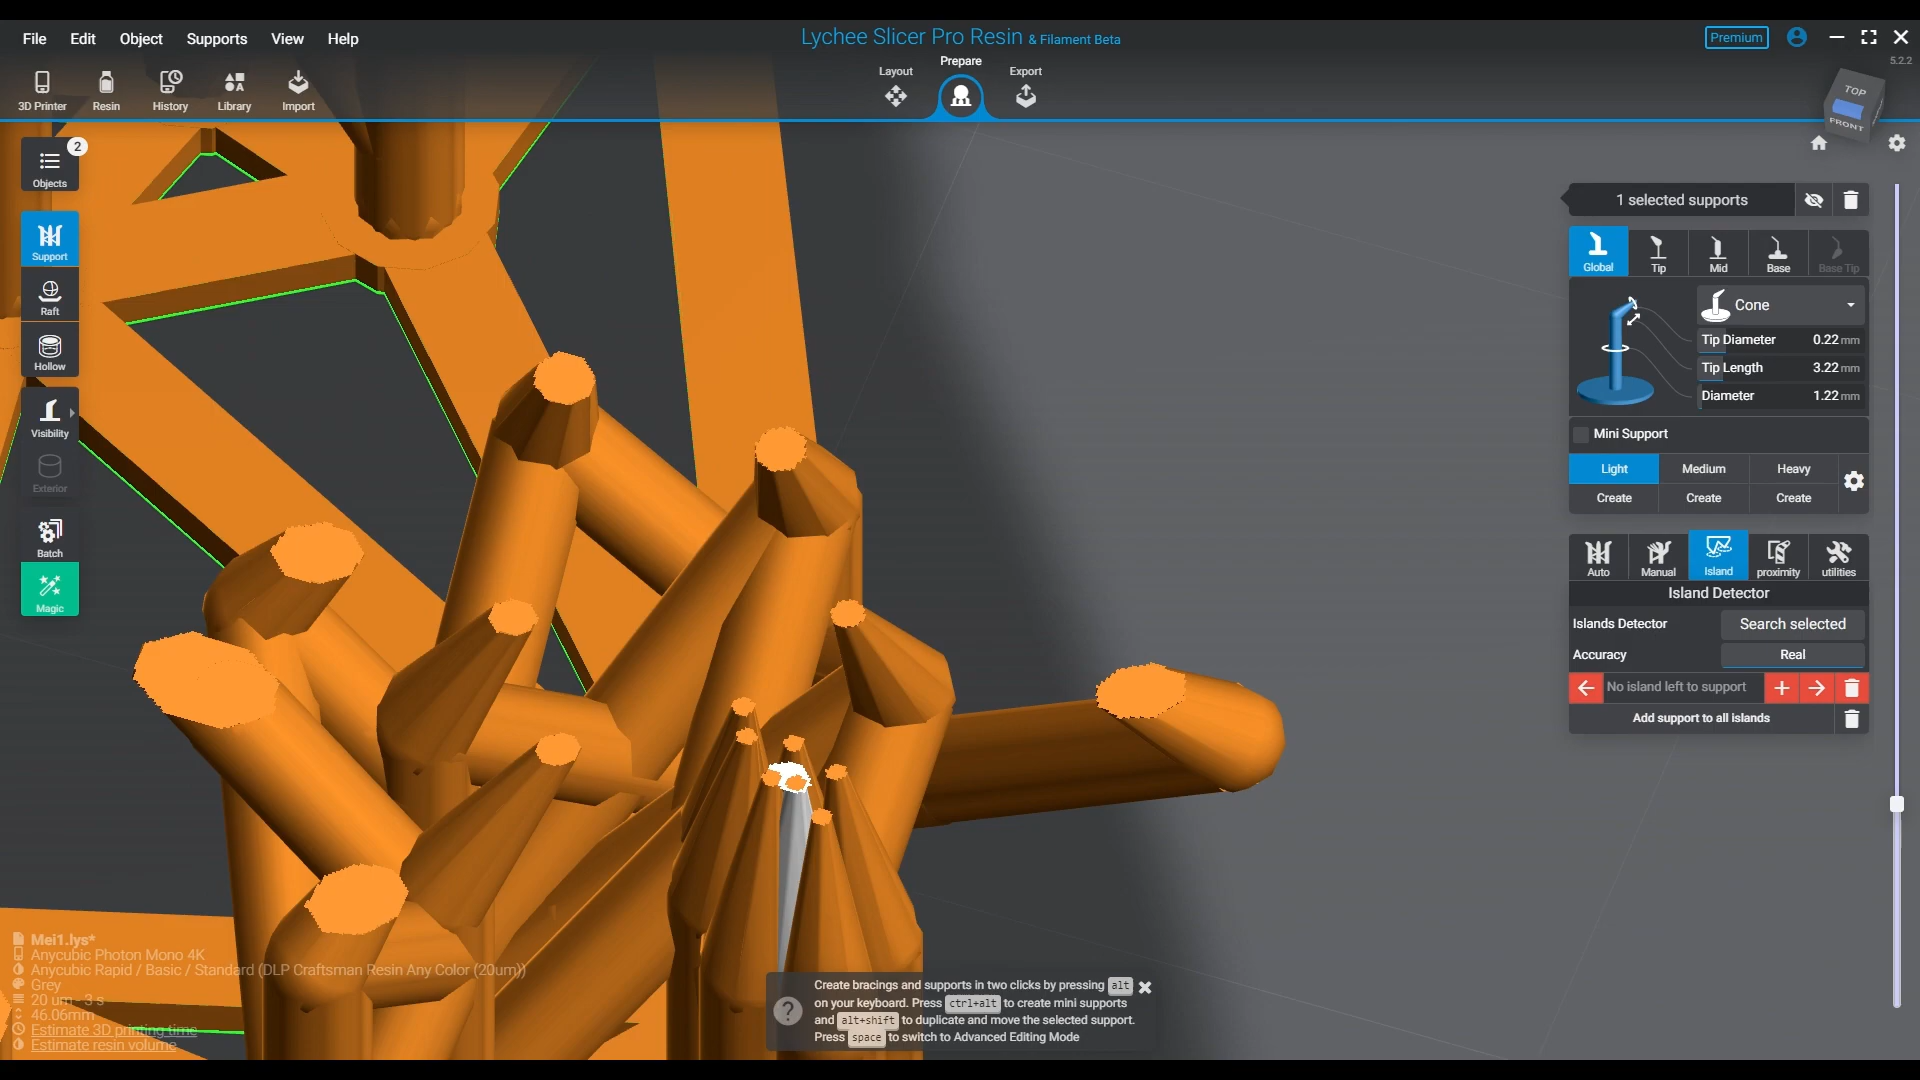 File Edit Object Supports View Help
Lychee Slicer Pro Resin & Filament Beta
Premium
5.2.2
3D Printer
Resin
History
Library
Import
Layout
Prepare
Export
TOP
FRONT
2
Objects
Support
Raft
Hollow
Visibility
Exterior
Batch
Magic
1 selected supports
Global
Tip
Mid
Base
Base Tip
Cone
Tip Diameter 0.22 mm
Tip Length 3.22 mm
Diameter 1.22 mm
Mini Support
Light Medium Heavy
Create Create Create
Auto
Manual
Island
proximity
utilities
Island Detector
Islands Detector Search selected
Accuracy Real
No island left to support
Add support to all islands
Mei1.lys*
Anycubic Photon Mono 4K
Anycubic Rapid / Basic / Standard (DLP Craftsman Resin Any Color (20um))
Grey
20 um - 3 s
46.06mm
Estimate 3D printing time
Estimate resin volume
Create bracings and supports in two clicks by pressing alt
on your keyboard. Press ctrl+alt to create mini supports
and alt+shift to duplicate and move the selected support.
Press space to switch to Advanced Editing Mode